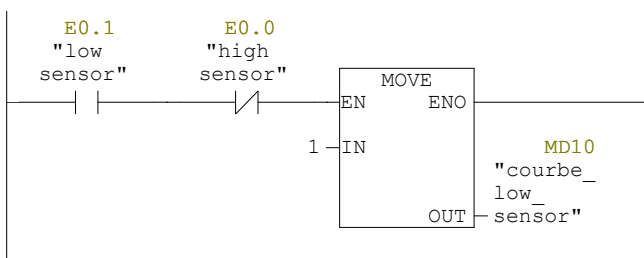 E0.1 E0.0
"low "high
sensor" sensor"
MOVE
EN ENO
1 IN MD10
"courbe_
low_
OUT sensor"